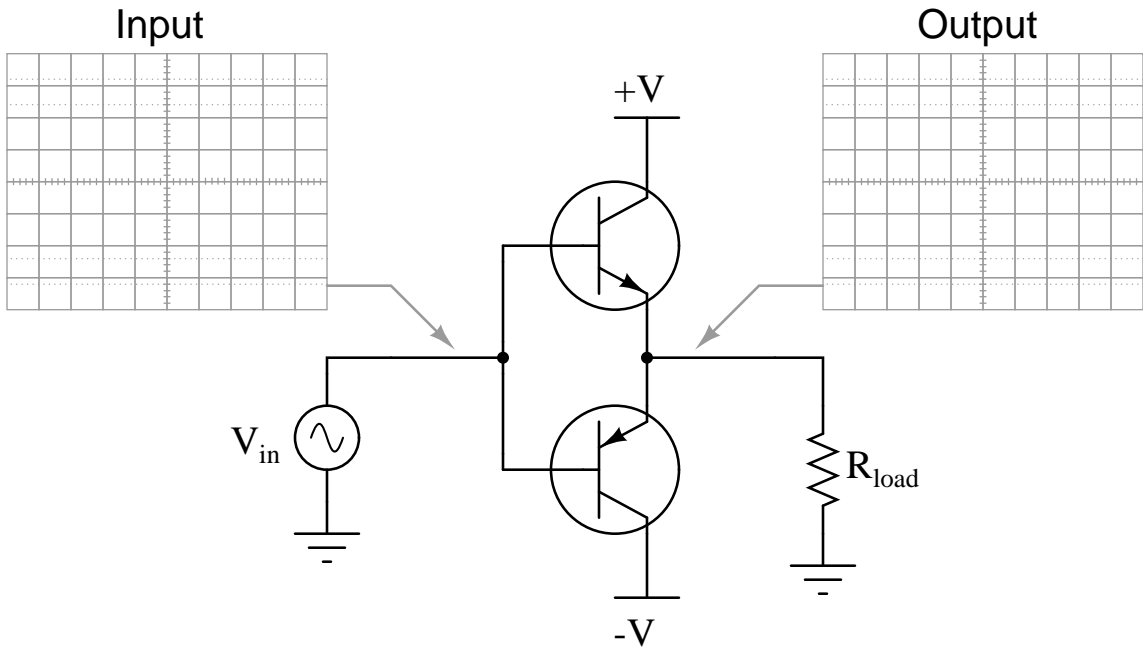 Input
Output
+V
V_in
R_load
-V